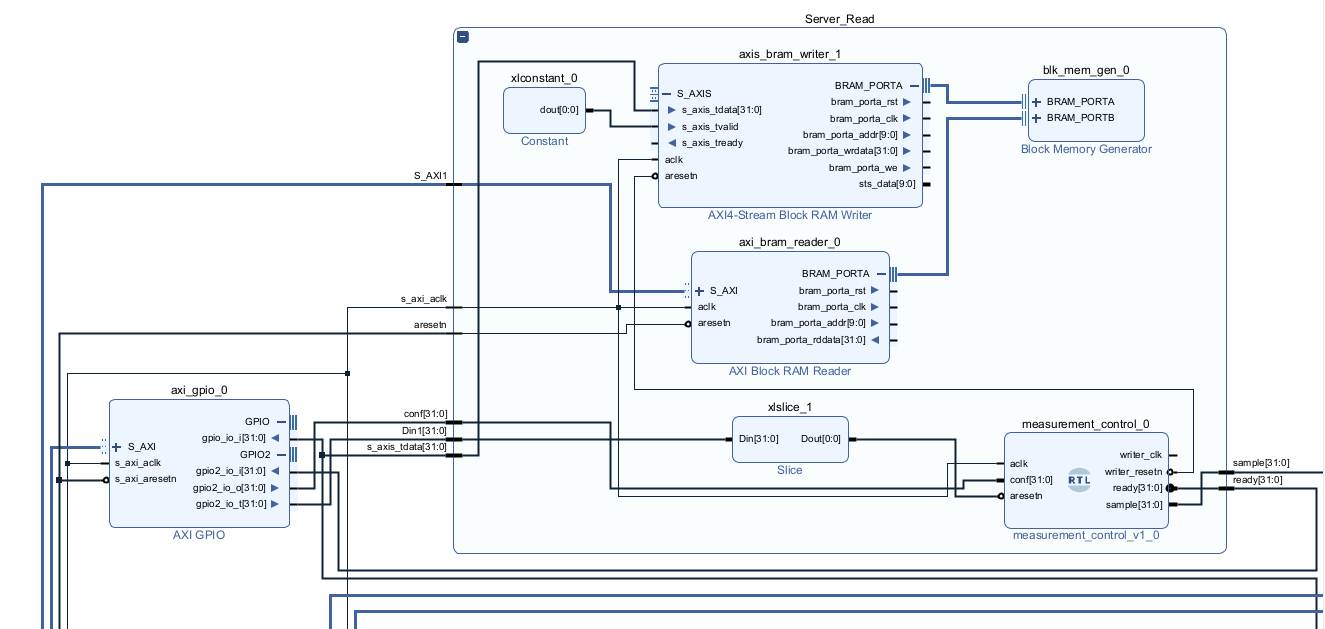 Server_Read
axis_bram_writer_1
S_AXIS
s_axis_tdata[31:0]
s_axis_tvalid
s_axis_tready
aclk
aresetn
BRAM_PORTA
bram_porta_rst
bram_porta_clk
bram_porta_addr[9:0]
bram_porta_wrdata[31:0]
bram_porta_we
sts_data[9:0]
AXI4-Stream Block RAM Writer
xlconstant_0
dout[0:0]
Constant
blk_mem_gen_0
BRAM_PORTA
BRAM_PORTB
Block Memory Generator
S_AXI1
axi_bram_reader_0
S_AXI
aclk
aresetn
BRAM_PORTA
bram_porta_rst
bram_porta_clk
bram_porta_addr[9:0]
bram_porta_rddata[31:0]
AXI Block RAM Reader
s_axi_aclk
aresetn
axi_gpio_0
S_AXI
s_axi_aclk
s_axi_aresetn
GPIO
gpio_io_i[31:0]
GPIO2
gpio2_io_i[31:0]
gpio2_io_o[31:0]
gpio2_io_t[31:0]
AXI GPIO
conf[31:0]
Din1[31:0]
s_axis_tdata[31:0]
xlslice_1
Din[31:0]
Dout[0:0]
Slice
measurement_control_0
aclk
conf[31:0]
aresetn
RTL
writer_clk
writer_resetn
ready[31:0]
sample[31:0]
measurement_control_v1_0
sample[31:0]
ready[31:0]